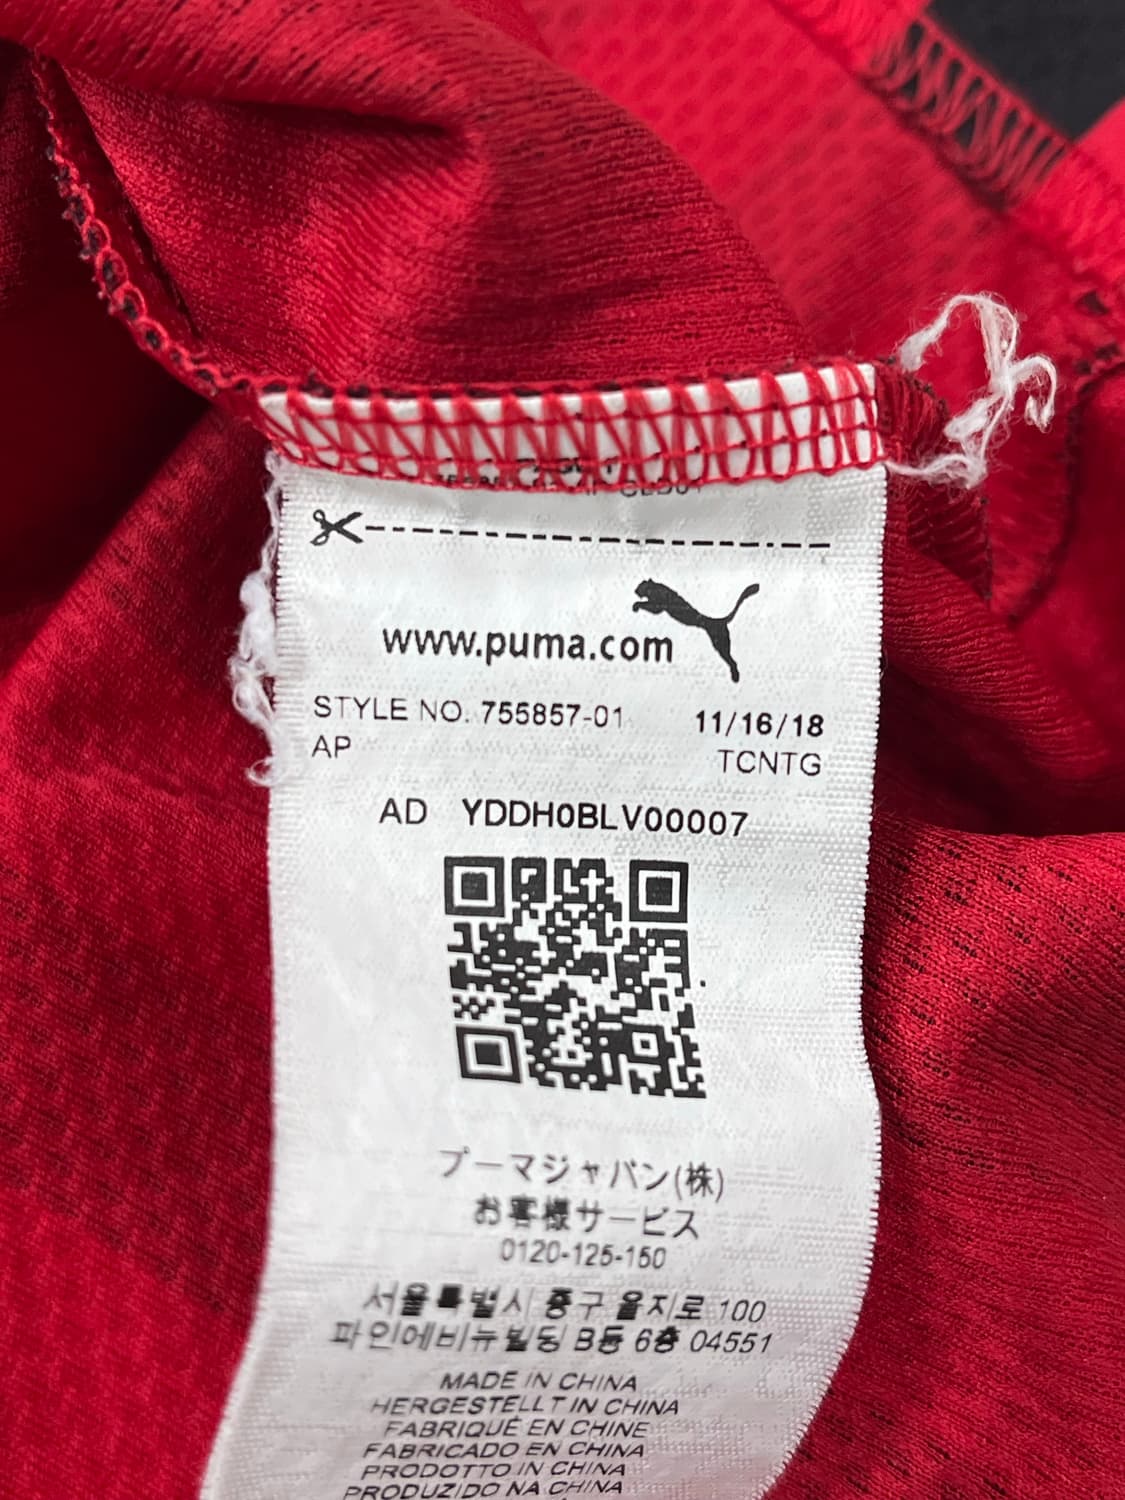 www.puma.com
STYLE NO. 755857-01 11/16/18
AP TCNTG
AD YDDH0BLV00007
プーマジャパン(株)
お客様サービス
0120-125-150
서울특별시 중구 을지로 100
파인에비뉴빌딩 B동 6층 04551
MADE IN CHINA
HERGESTELLT IN CHINA
FABRIQUÉ EN CHINE
FABRICADO EN CHINA
PRODOTTO IN CHINA
PRODUZIDO NA CHINA